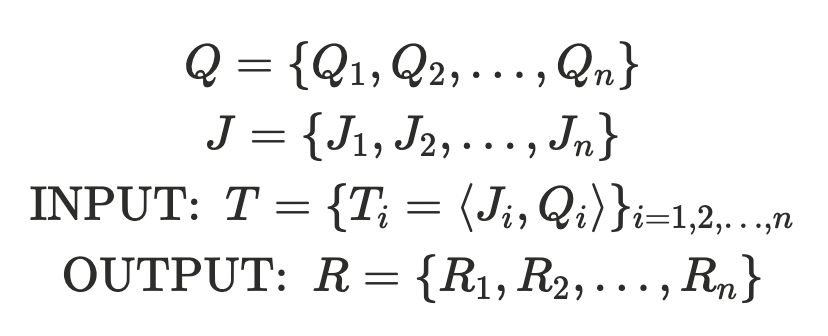 Q = {Q₁, Q₂, …, Qₙ}
J = {J₁, J₂, …, Jₙ}
INPUT: T = {Tᵢ = ⟨Jᵢ, Qᵢ⟩}ᵢ₌₁,₂,…,ₙ
OUTPUT: R = {R₁, R₂, …, Rₙ}